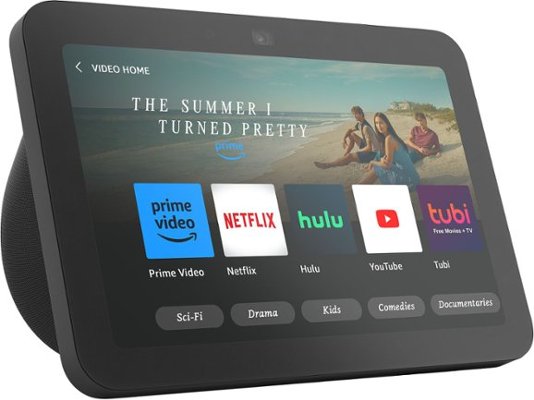 VIDEO HOME
THE SUMMER I
TURNED PRETTY
prime
prime video
NETFLIX
hulu
tubi
Free Movies + TV
Prime Video
Netflix
Hulu
YouTube
Tubi
Sci-Fi
Drama
Kids
Comedies
Documentaries